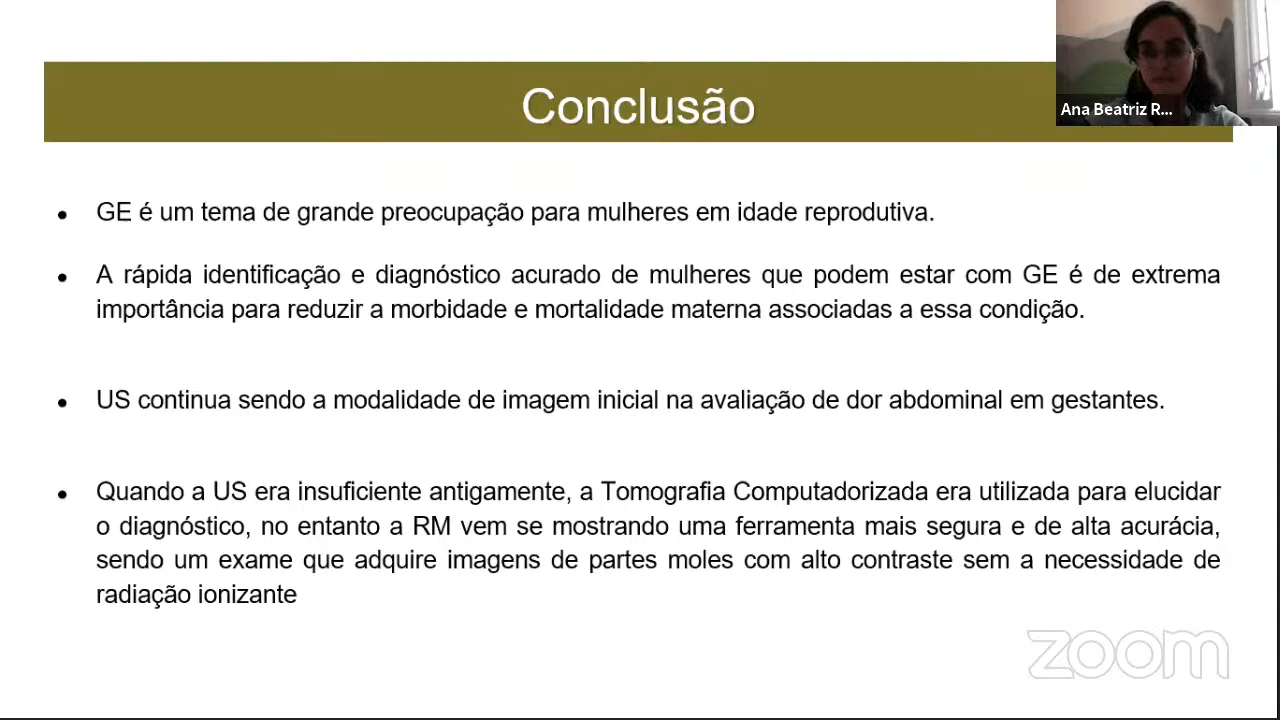 Conclusão
Ana Beatriz R...
• GE é um tema de grande preocupação para mulheres em idade reprodutiva.
• A rápida identificação e diagnóstico acurado de mulheres que podem estar com GE é de extrema
importância para reduzir a morbidade e mortalidade materna associadas a essa condição.
• US continua sendo a modalidade de imagem inicial na avaliação de dor abdominal em gestantes.
• Quando a US era insuficiente antigamente, a Tomografia Computadorizada era utilizada para elucidar
o diagnóstico, no entanto a RM vem se mostrando uma ferramenta mais segura e de alta acurácia,
sendo um exame que adquire imagens de partes moles com alto contraste sem a necessidade de
radiação ionizante
zoom